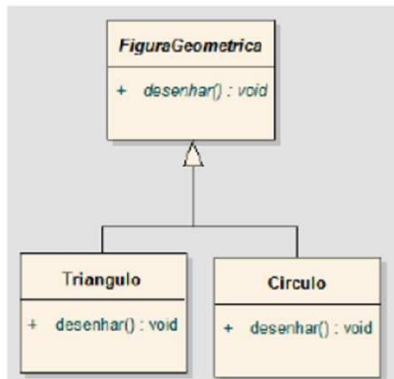 FiguraGeometrica
+ desenhar() : void
Triangulo
+ desenhar() : void
Circulo
+ desenhar() : void